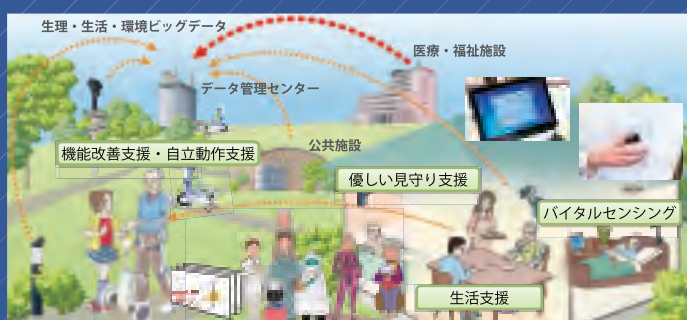 生理・生活・環境ビッグデータ
医療・福祉施設
データ管理センター
公共施設
機能改善支援・自立動作支援
優しい見守り支援
バイタルセンシング
生活支援